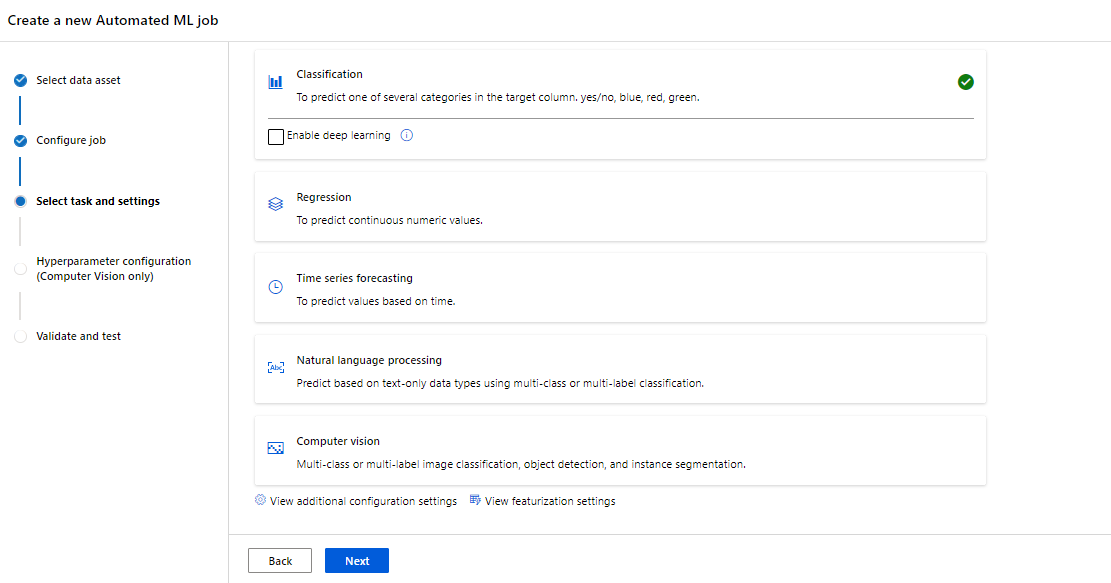 Create a new Automated ML job
Select data asset
Configure job
Select task and settings
Hyperparameter configuration
(Computer Vision only)
Validate and test
Classification
To predict one of several categories in the target column. yes/no, blue, red, green.
Enable deep learning
Regression
To predict continuous numeric values.
Time series forecasting
To predict values based on time.
Abc
Natural language processing
Predict based on text-only data types using multi-class or multi-label classification.
Computer vision
Multi-class or multi-label image classification, object detection, and instance segmentation.
View additional configuration settings View featurization settings
Back Next